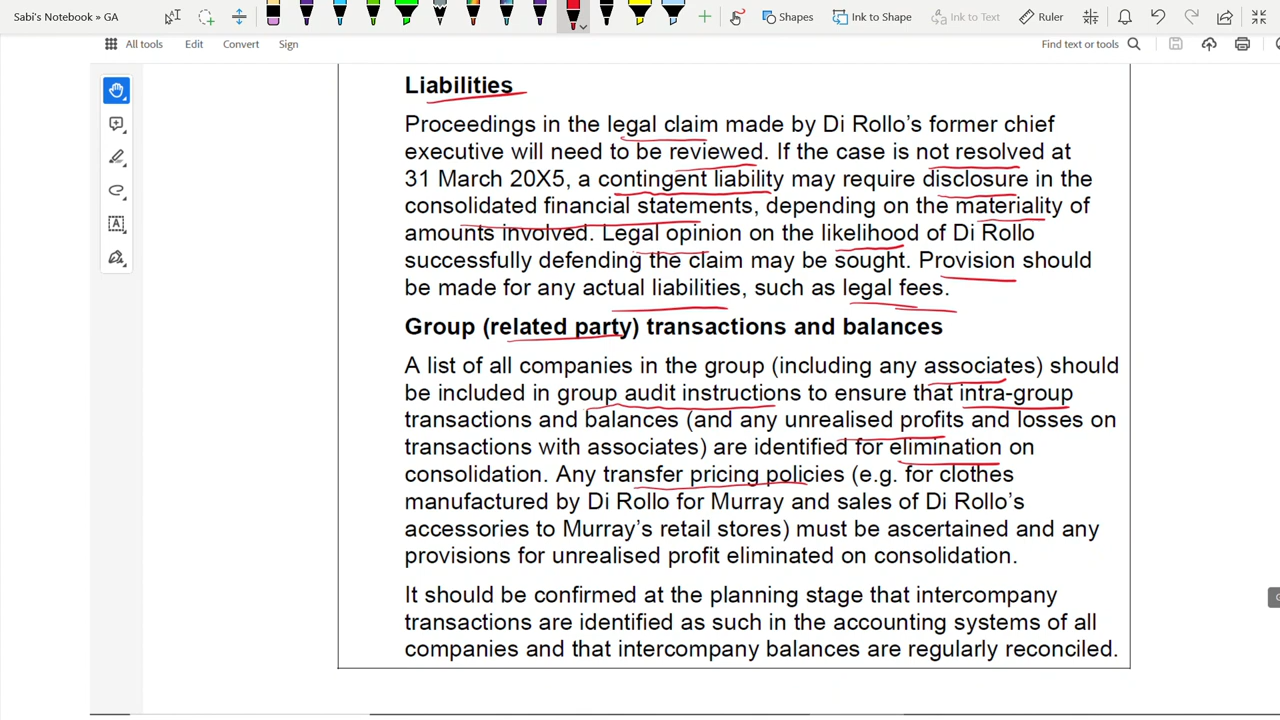 Sabi's Notebook » GA
Shapes
Ink to Shape
Ink to Text
Ruler
All tools
Edit
Convert
Sign
Find text or tools
Liabilities
Proceedings in the legal claim made by Di Rollo's former chief
executive will need to be reviewed. If the case is not resolved at
31 March 20X5, a contingent liability may require disclosure in the
consolidated financial statements, depending on the materiality of
amounts involved. Legal opinion on the likelihood of Di Rollo
successfully defending the claim may be sought. Provision should
be made for any actual liabilities, such as legal fees.
Group (related party) transactions and balances
A list of all companies in the group (including any associates) should
be included in group audit instructions to ensure that intra-group
transactions and balances (and any unrealised profits and losses on
transactions with associates) are identified for elimination on
consolidation. Any transfer pricing policies (e.g. for clothes
manufactured by Di Rollo for Murray and sales of Di Rollo's
accessories to Murray's retail stores) must be ascertained and any
provisions for unrealised profit eliminated on consolidation.
It should be confirmed at the planning stage that intercompany
transactions are identified as such in the accounting systems of all
companies and that intercompany balances are regularly reconciled.